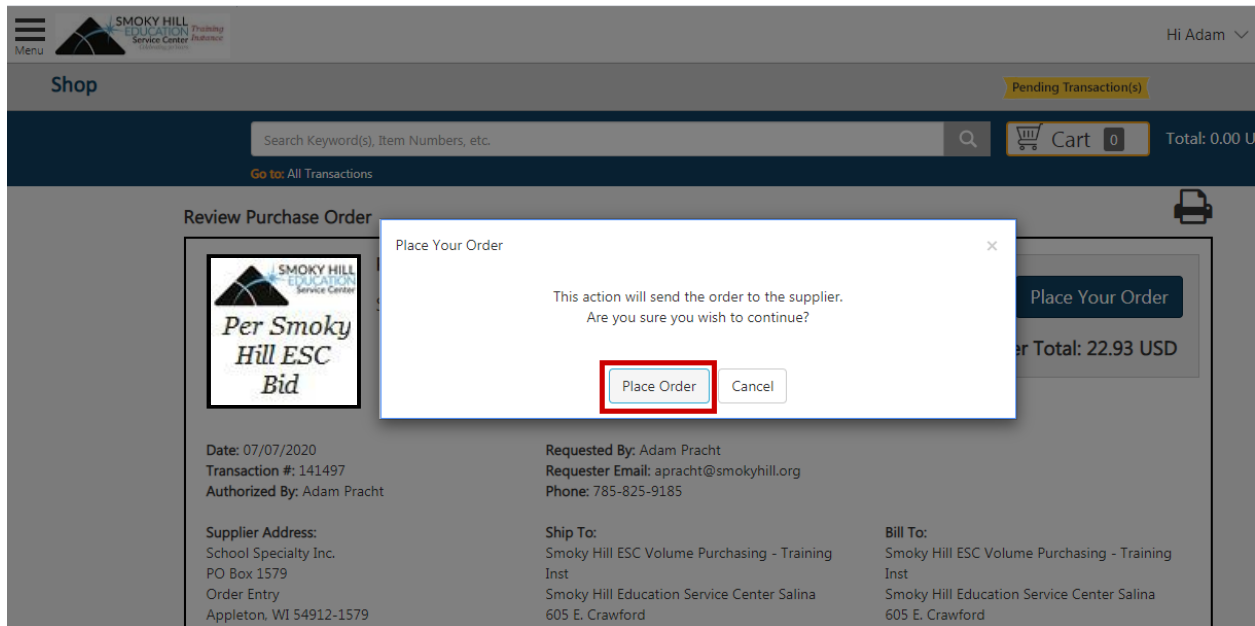 SMOKY HILL
EDUCATION
Service Center
Training
Instance
Menu
Hi Adam
Shop
Pending Transaction(s)
Search Keyword(s), Item Numbers, etc.
Cart 0
Total: 0.00 U
Go to: All Transactions
Review Purchase Order
SMOKY HILL
EDUCATION
Service Center
Per Smoky
Hill ESC
Bid
Place Your Order
×
This action will send the order to the supplier.
Are you sure you wish to continue?
Place Order
Cancel
Place Your Order
er Total: 22.93 USD
Date: 07/07/2020
Transaction #: 141497
Authorized By: Adam Pracht
Requested By: Adam Pracht
Requester Email: apracht@smokyhill.org
Phone: 785-825-9185
Supplier Address:
School Specialty Inc.
PO Box 1579
Order Entry
Appleton, WI 54912-1579
Ship To:
Smoky Hill ESC Volume Purchasing - Training
Inst
Smoky Hill Education Service Center Salina
605 E. Crawford
Bill To:
Smoky Hill ESC Volume Purchasing - Training
Inst
Smoky Hill Education Service Center Salina
605 E. Crawford